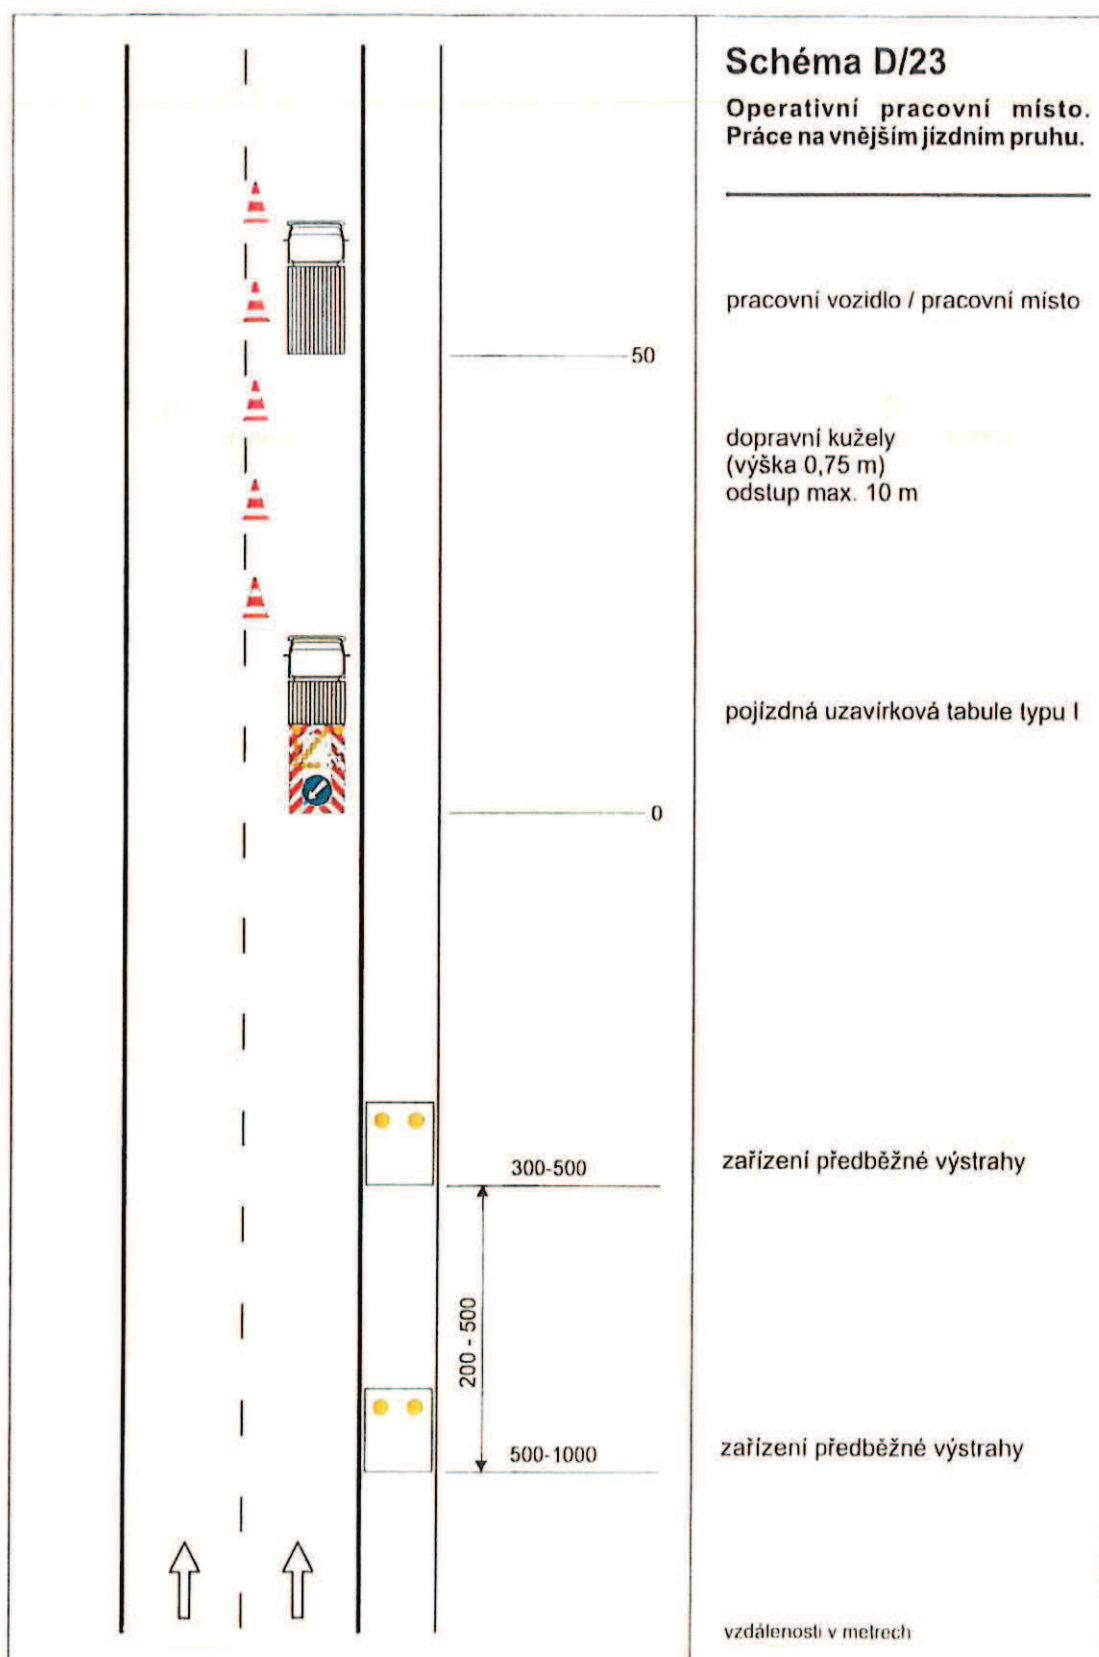 Schéma D/23
Operativní pracovní místo.
Práce na vnějším jízdním pruhu.
pracovní vozidlo / pracovní místo
50
dopravní kužely
(výška 0,75 m)
odstup max. 10 m
pojízdná uzavírková tabule typu I
0
300-500
zařízení předběžné výstrahy
200 - 500
500-1000
zařízení předběžné výstrahy
vzdálenosti v metrech